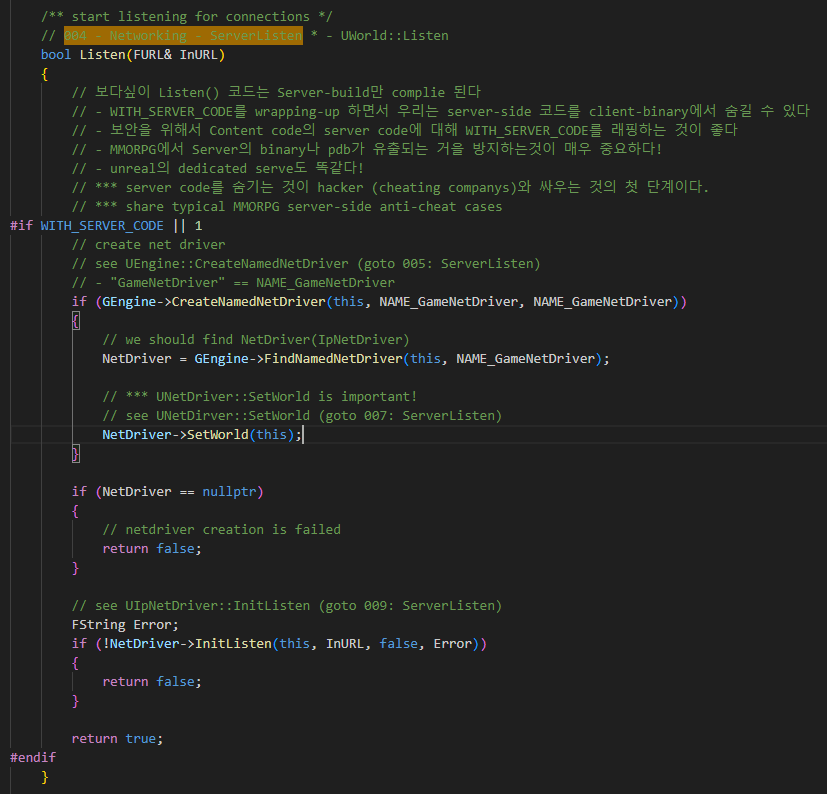 /** start listening for connections */
// 004 - Networking - ServerListen * - UWorld::Listen
bool Listen(FURL& InURL)
{
// 보다싶이 Listen() 코드는 Server-build만 complie 된다
// - WITH_SERVER_CODE를 wrapping-up 하면서 우리는 server-side 코드를 client-binary에서 숨길 수 있다
// - 보안을 위해서 Content code의 server code에 대해 WITH_SERVER_CODE를 래핑하는 것이 좋다
// - MMORPG에서 Server의 binary나 pdb가 유출되는 거을 방지하는것이 매우 중요하다!
// - unreal의 dedicated serve도 똑같다!
// *** server code를 숨기는 것이 hacker (cheating companys)와 싸우는 것의 첫 단계이다.
// *** share typical MMORPG server-side anti-cheat cases
#if WITH_SERVER_CODE || 1
// create net driver
// see UEngine::CreateNamedNetDriver (goto 005: ServerListen)
// - "GameNetDriver" == NAME_GameNetDriver
if (GEngine->CreateNamedNetDriver(this, NAME_GameNetDriver, NAME_GameNetDriver))
{
// we should find NetDriver(IpNetDriver)
NetDriver = GEngine->FindNamedNetDriver(this, NAME_GameNetDriver);
// *** UNetDriver::SetWorld is important!
// see UNetDirver::SetWorld (goto 007: ServerListen)
NetDriver->SetWorld(this);
}
if (NetDriver == nullptr)
{
// netdriver creation is failed
return false;
}
// see UIpNetDriver::InitListen (goto 009: ServerListen)
FString Error;
if (!NetDriver->InitListen(this, InURL, false, Error))
{
return false;
}
return true;
#endif
}